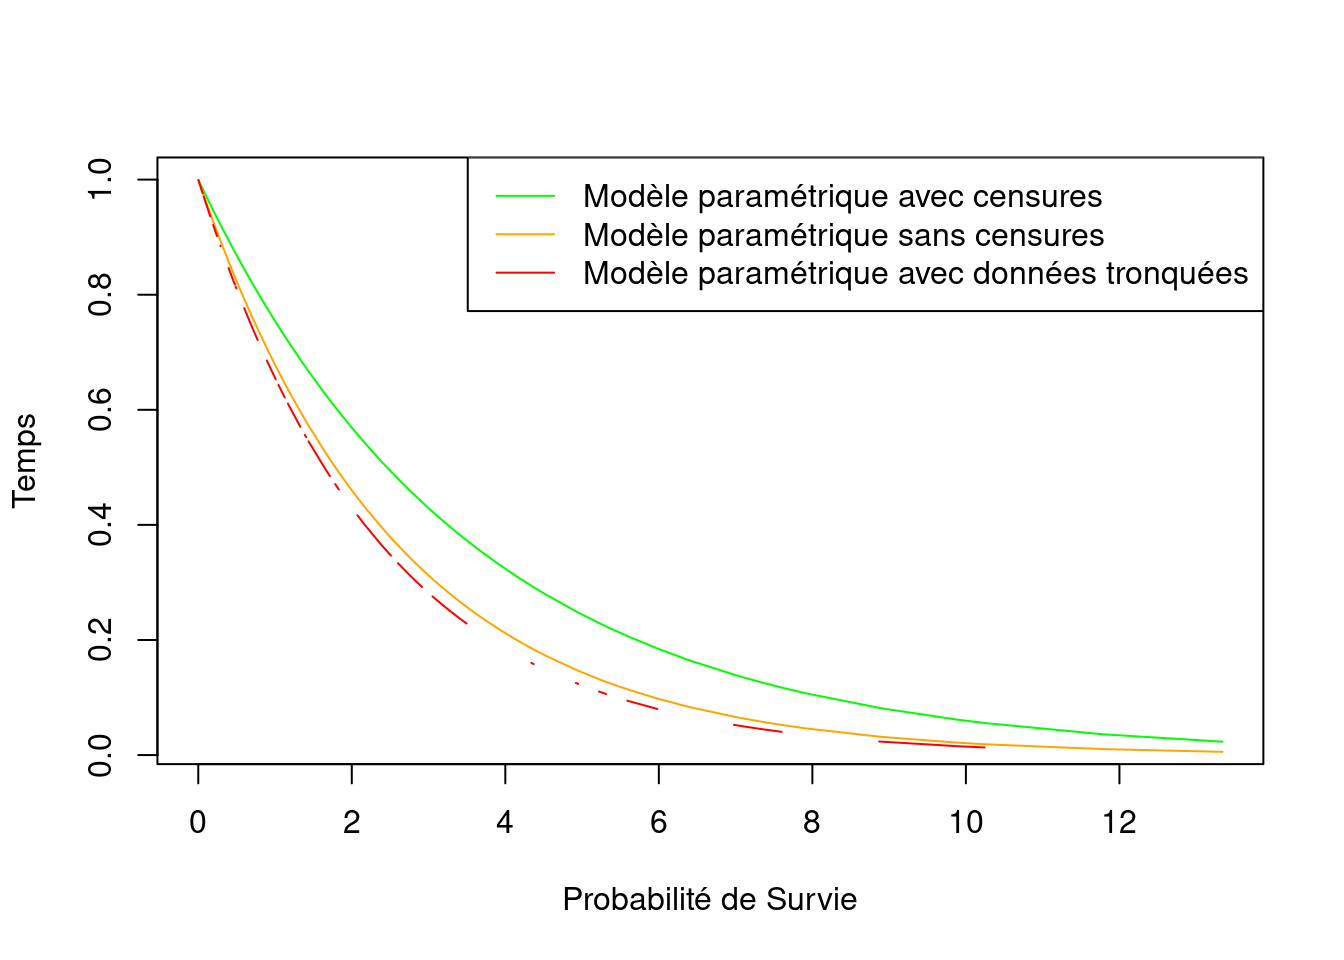 Modèle paramétrique avec censures
Modèle paramétrique sans censures
Modèle paramétrique avec données tronquées
1.0
0.8
0.6
0.4
0.2
0.0
Temps
0 2 4 6 8 10 12
Probabilité de Survie